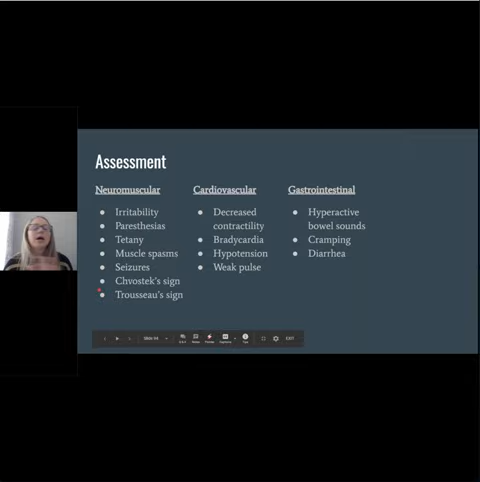 Assessment
Neuromuscular
Irritability
Paresthesias
Tetany
Muscle spasms
Seizures
Chvostek's sign
Trousseau's sign
Cardiovascular
Decreased
contractility
Bradycardia
Hypotension
Weak pulse
Gastrointestinal
Hyperactive
bowel sounds
Cramping
Diarrhea
EXIT